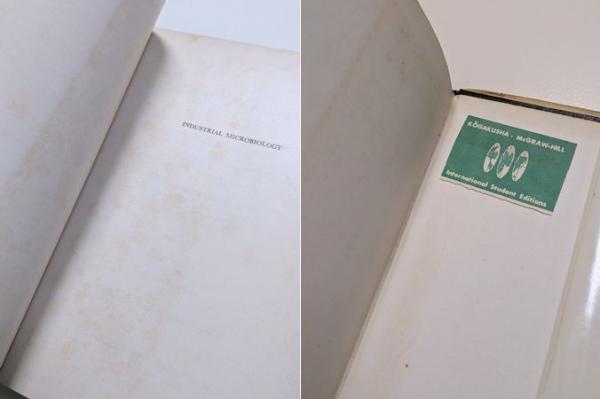 INDUSTRIAL MICROBIOLOGY
KŌGAKUSHA · McGRAW-HILL
International Student Editions